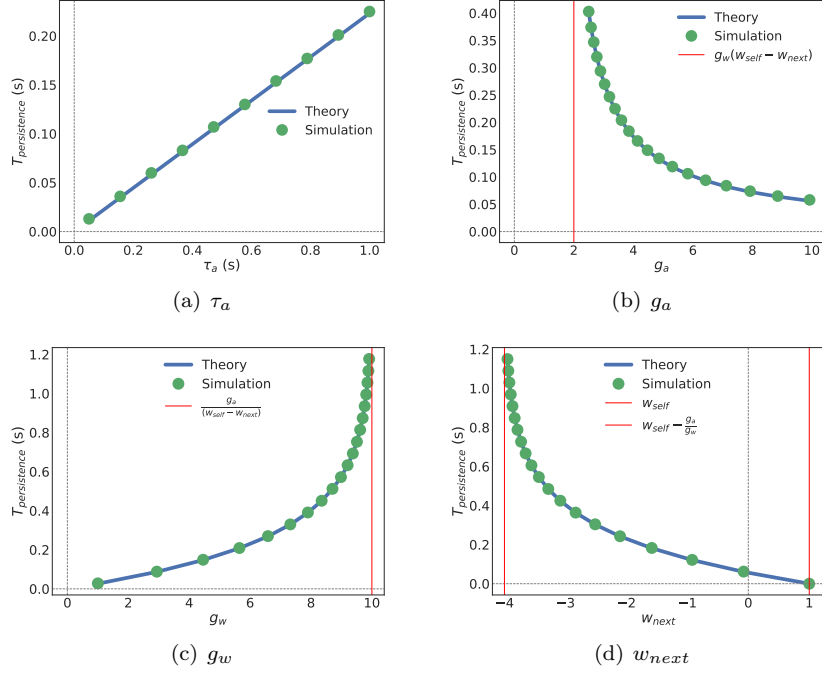 0.20
0.15
0.10
0.05
0.00
T_persistence (s)
Theory
Simulation
0.0 0.2 0.4 0.6 0.8 1.0
τ_a (s)
(a) τ_a
0.40
0.35
0.30
0.25
0.20
0.15
0.10
0.05
0.00
T_persistence (s)
Theory
Simulation
g_w(w_self − w_next)
0 2 4 6 8 10
g_a
(b) g_a
1.2
1.0
0.8
0.6
0.4
0.2
0.0
T_persistence (s)
Theory
Simulation
g_a/(w_self − w_next)
0 2 4 6 8 10
g_w
(c) g_w
1.2
1.0
0.8
0.6
0.4
0.2
0.0
T_persistence (s)
Theory
Simulation
w_self
w_self − g_a/g_w
−4 −3 −2 −1 0 1
w_next
(d) w_next